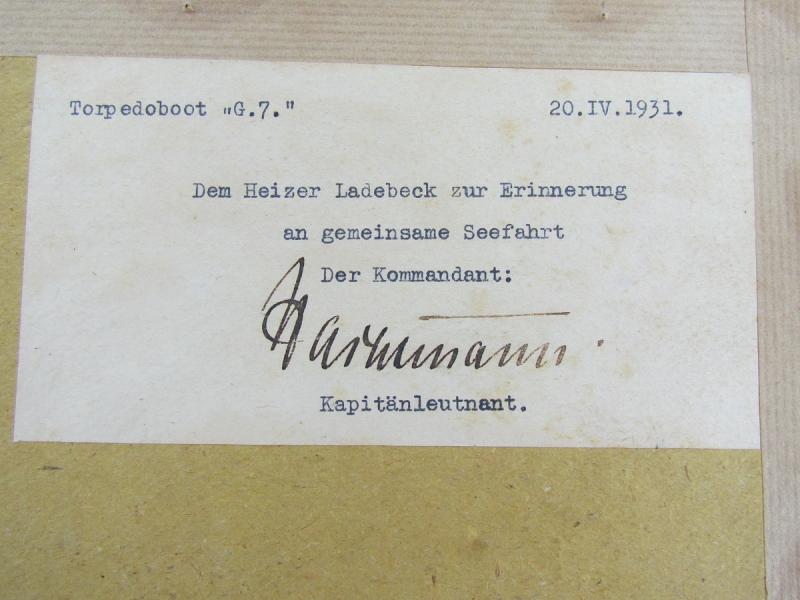 Torpedoboot „G.7." 20.IV.1931.
Dem Heizer Ladebeck zur Erinnerung
an gemeinsame Seefahrt
Der Kommandant:
Kapitänleutnant.